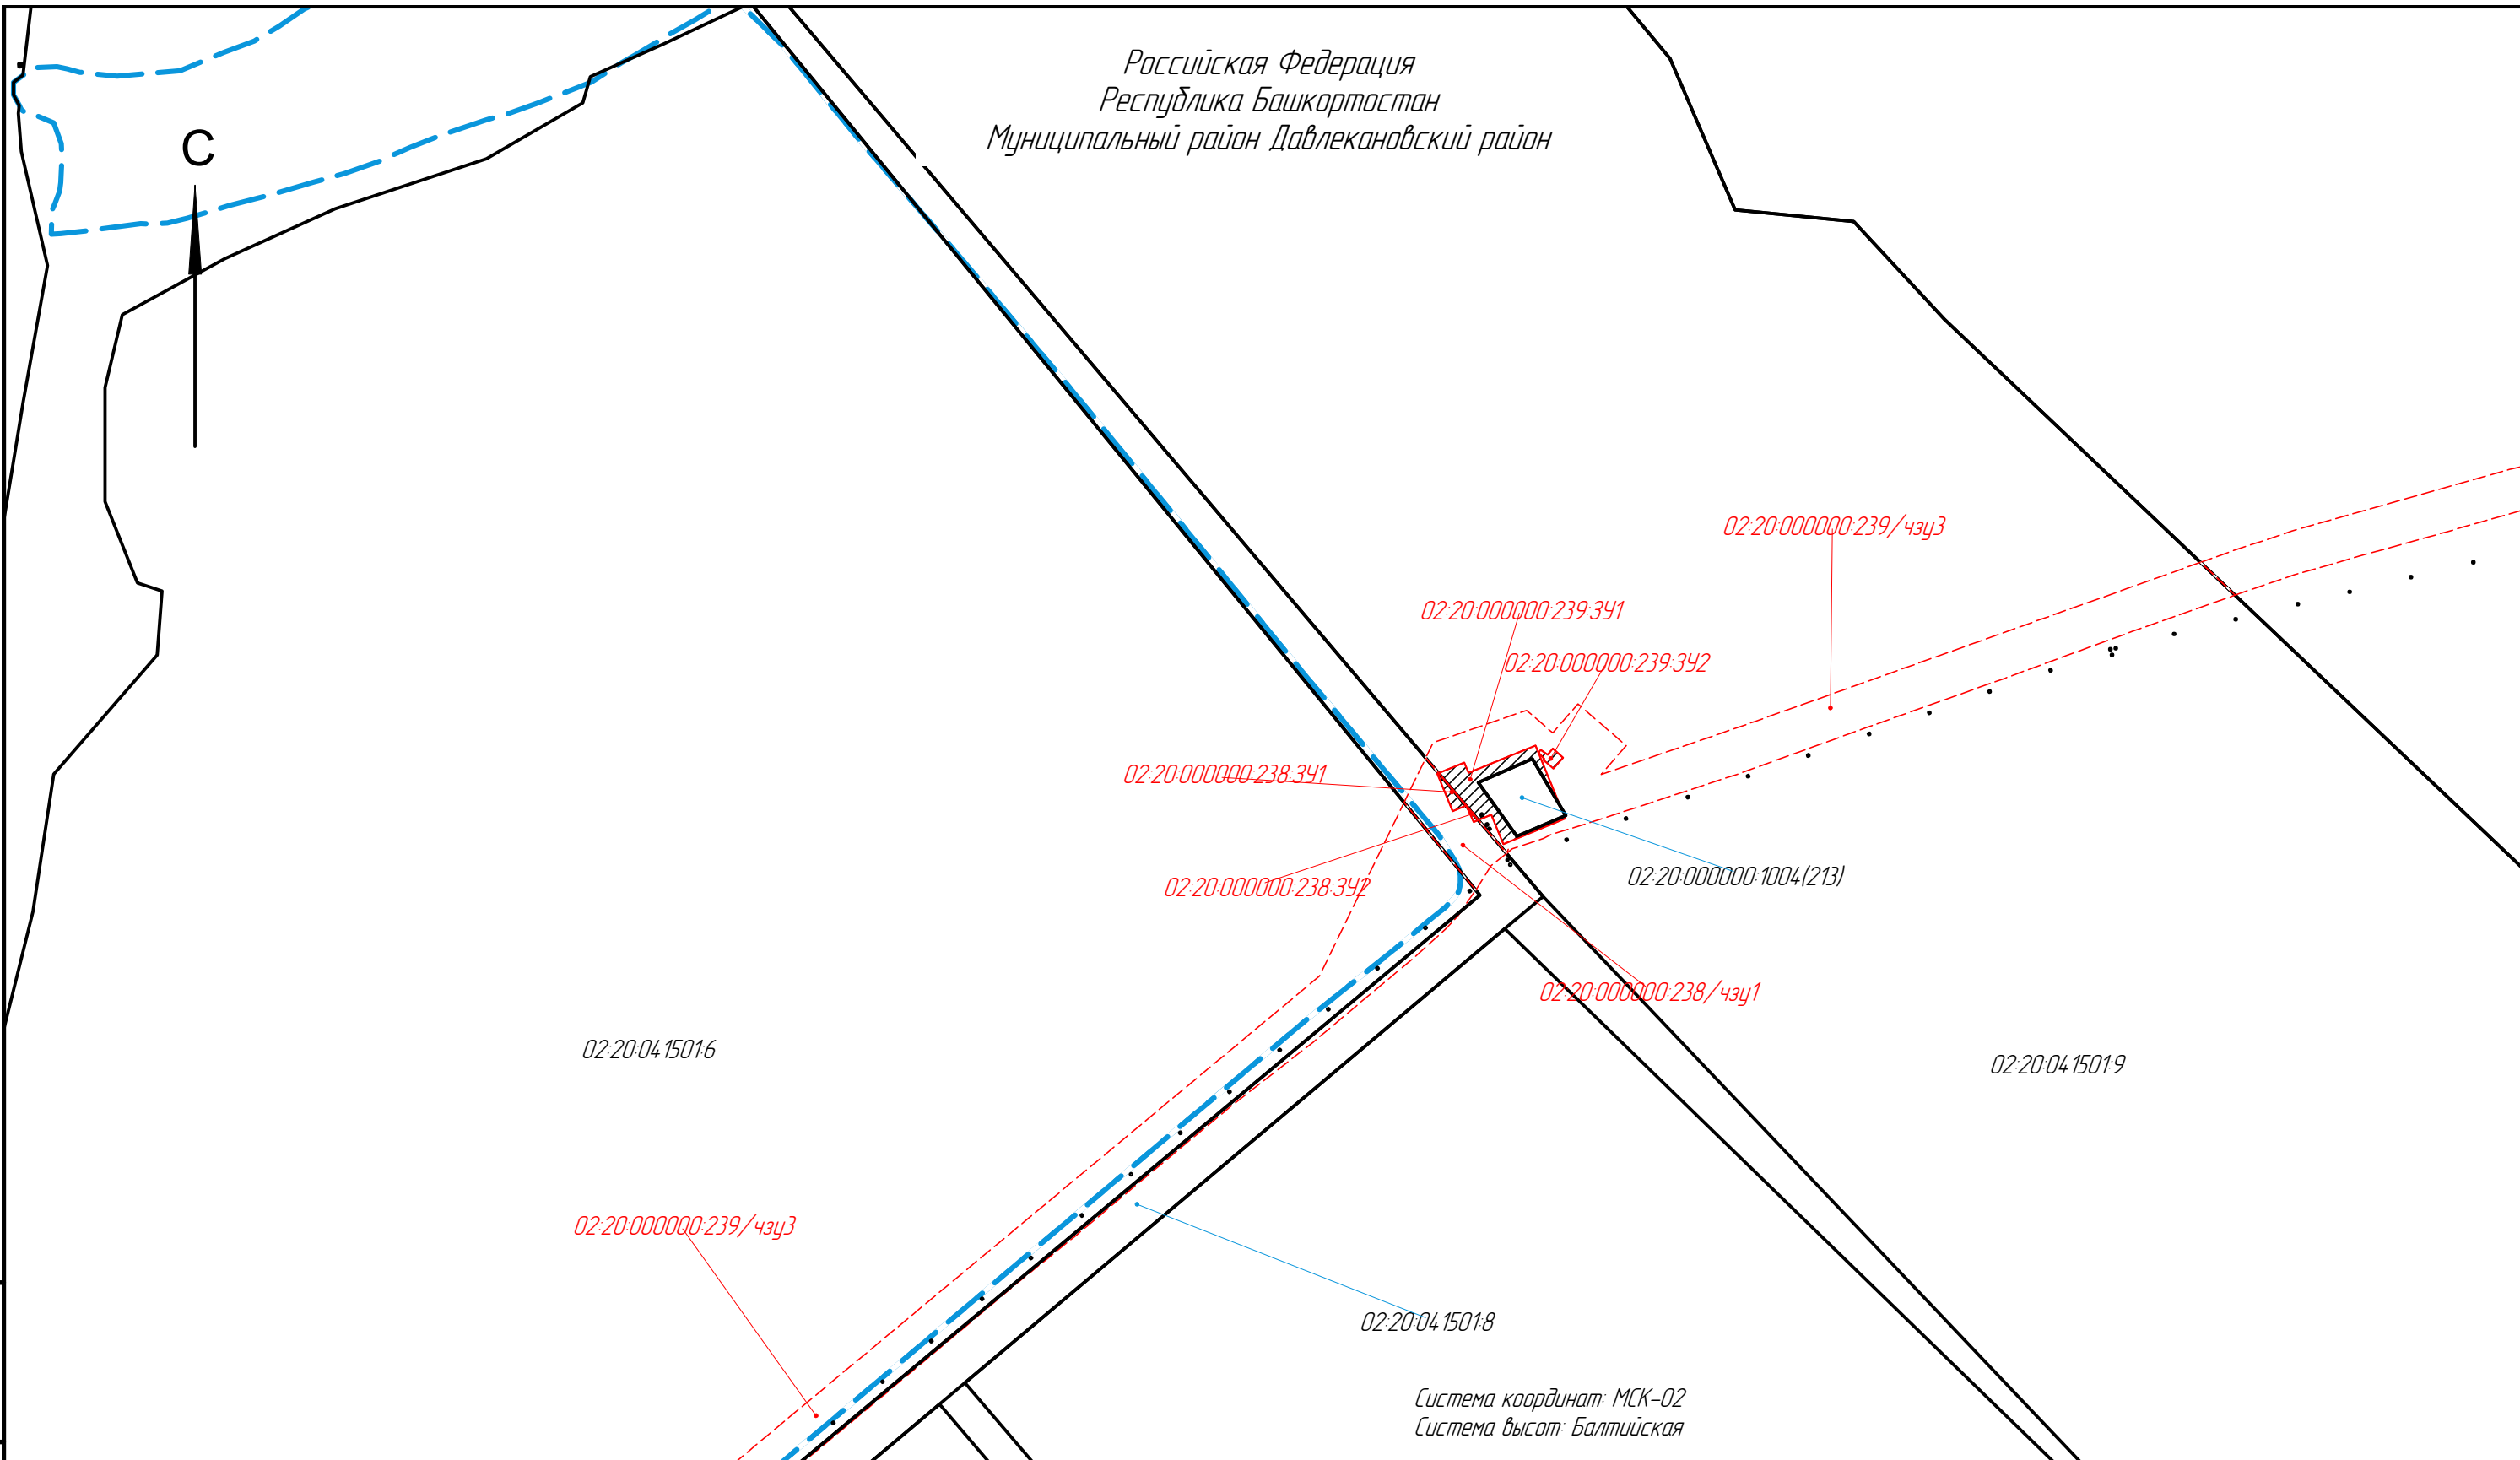 Российская Федерация
Республика Башкортостан
Муниципальный район Давлекановский район
С
02:20:000000:239/чзу3
02:20:000000:239:ЗУ1
02:20:000000:239:ЗУ2
02:20:000000:238:ЗУ1
02:20:000000:238:ЗУ2
02:20:000000:1004(213)
02:20:000000:238/чзу1
02:20:041501:6
02:20:041501:9
02:20:000000:239/чзу3
02:20:041501:8
Система координат: МСК-02
Система высот: Балтийская